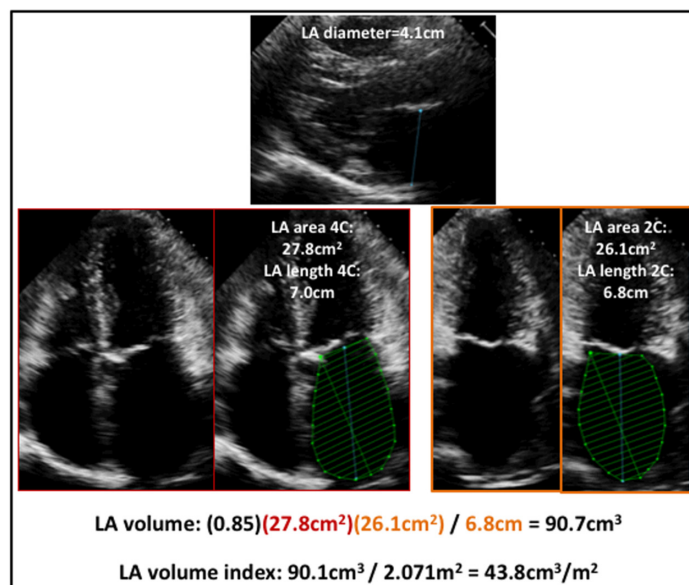 LA diameter=4.1cm
LA area 4C:
27.8cm²
LA length 4C:
7.0cm
LA area 2C:
26.1cm²
LA length 2C:
6.8cm
LA volume: (0.85)(27.8cm²)(26.1cm²) / 6.8cm = 90.7cm³
LA volume index: 90.1cm³ / 2.071m² = 43.8cm³/m²